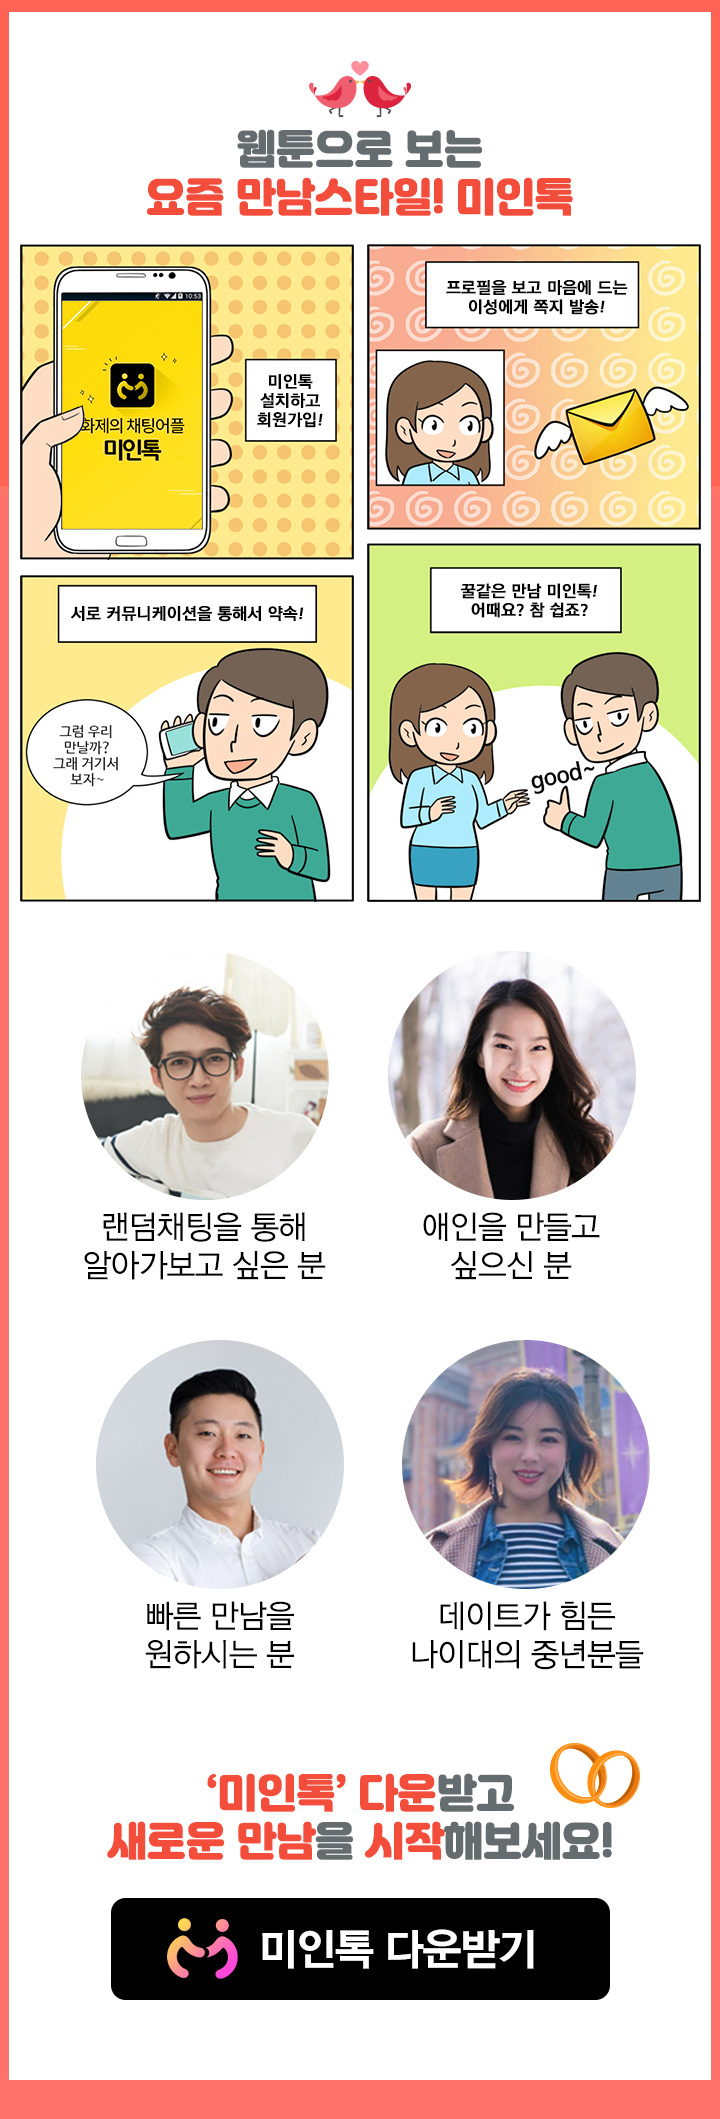 웹툰으로 보는
요즘 만남스타일! 미인톡
10:53
화제의 채팅어플
미인톡
미인톡
설치하고
회원가입!
프로필을 보고 마음에 드는
이성에게 쪽지 발송!
서로 커뮤니케이션을 통해서 약속!
그럼 우리
만날까?
그래 거기서
보자~
꿀같은 만남 미인톡!
어때요? 참 쉽죠?
good~
랜덤채팅을 통해
알아가보고 싶은 분
애인을 만들고
싶으신 분
빠른 만남을
원하시는 분
데이트가 힘든
나이대의 중년분들
‘미인톡’ 다운받고
새로운 만남을 시작해보세요!
미인톡 다운받기